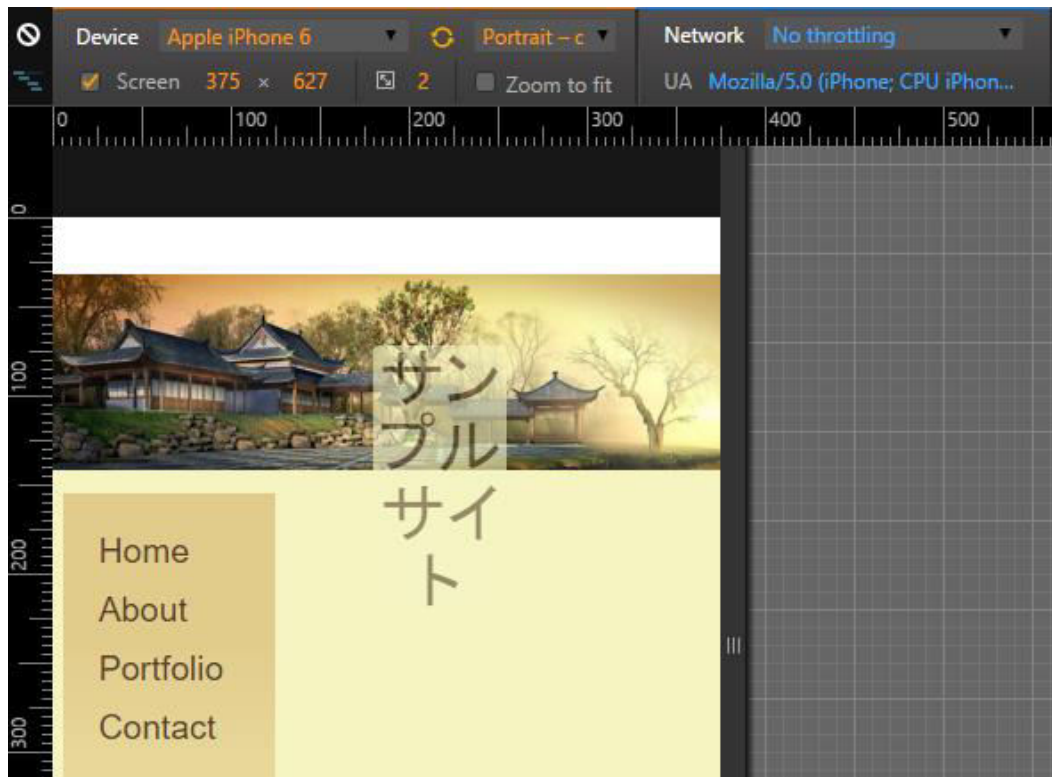 Device Apple iPhone 6 Portrait – c Network No throttling
Screen 375 × 627 2 Zoom to fit UA Mozilla/5.0 (iPhone; CPU iPhon...
0 100 200 300 400 500
0
100
200
300
サン
プル
サイ
ト
Home
About
Portfolio
Contact